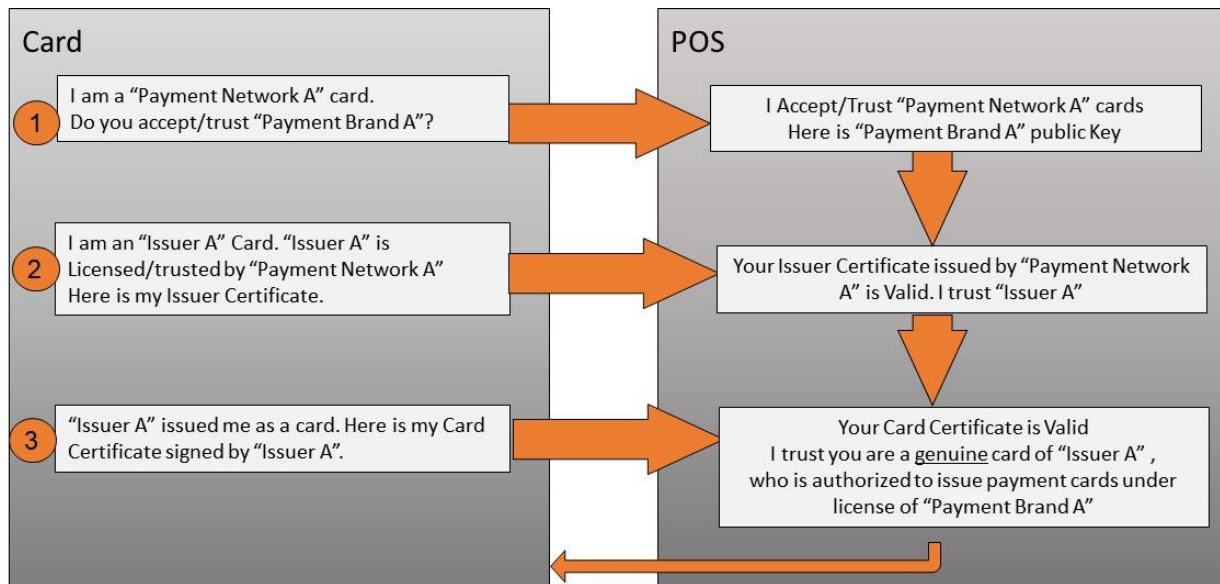 Card
POS
1
I am a “Payment Network A” card.
Do you accept/trust “Payment Brand A”?
I Accept/Trust “Payment Network A” cards
Here is “Payment Brand A” public Key
2
I am an “Issuer A” Card. “Issuer A” is
Licensed/trusted by “Payment Network A”
Here is my Issuer Certificate.
Your Issuer Certificate issued by “Payment Network
A” is Valid. I trust “Issuer A”
3
“Issuer A” issued me as a card. Here is my Card
Certificate signed by “Issuer A”.
Your Card Certificate is Valid
I trust you are a genuine card of “Issuer A” ,
who is authorized to issue payment cards under
license of “Payment Brand A”